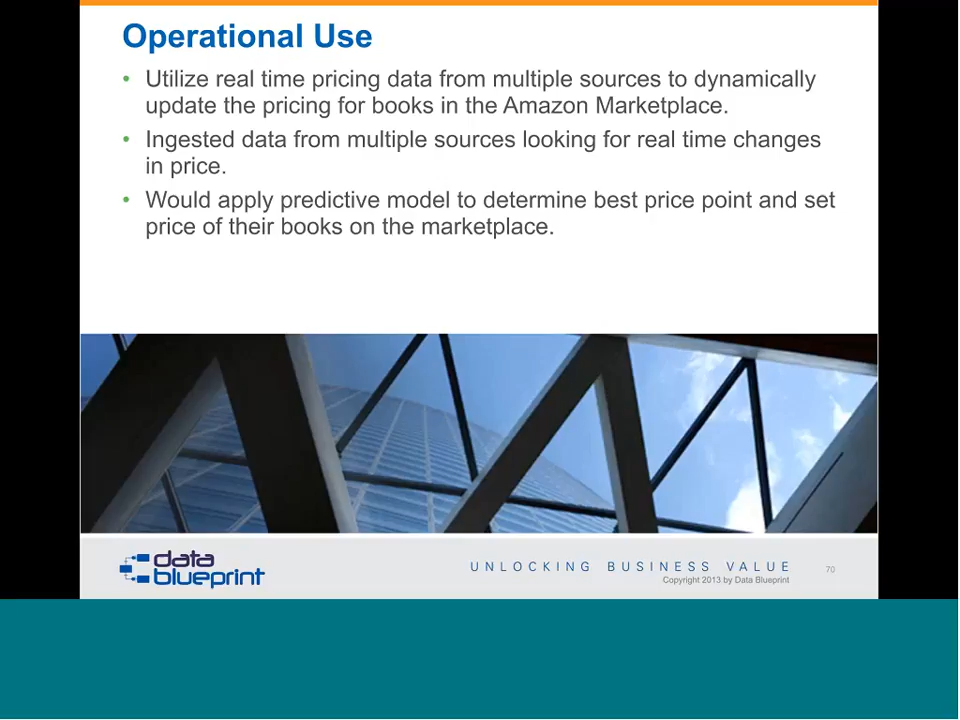 Operational Use
• Utilize real time pricing data from multiple sources to dynamically
update the pricing for books in the Amazon Marketplace.
• Ingested data from multiple sources looking for real time changes
in price.
• Would apply predictive model to determine best price point and set
price of their books on the marketplace.
data
blueprint
UNLOCKING BUSINESS VALUE
Copyright 2013 by Data Blueprint
70